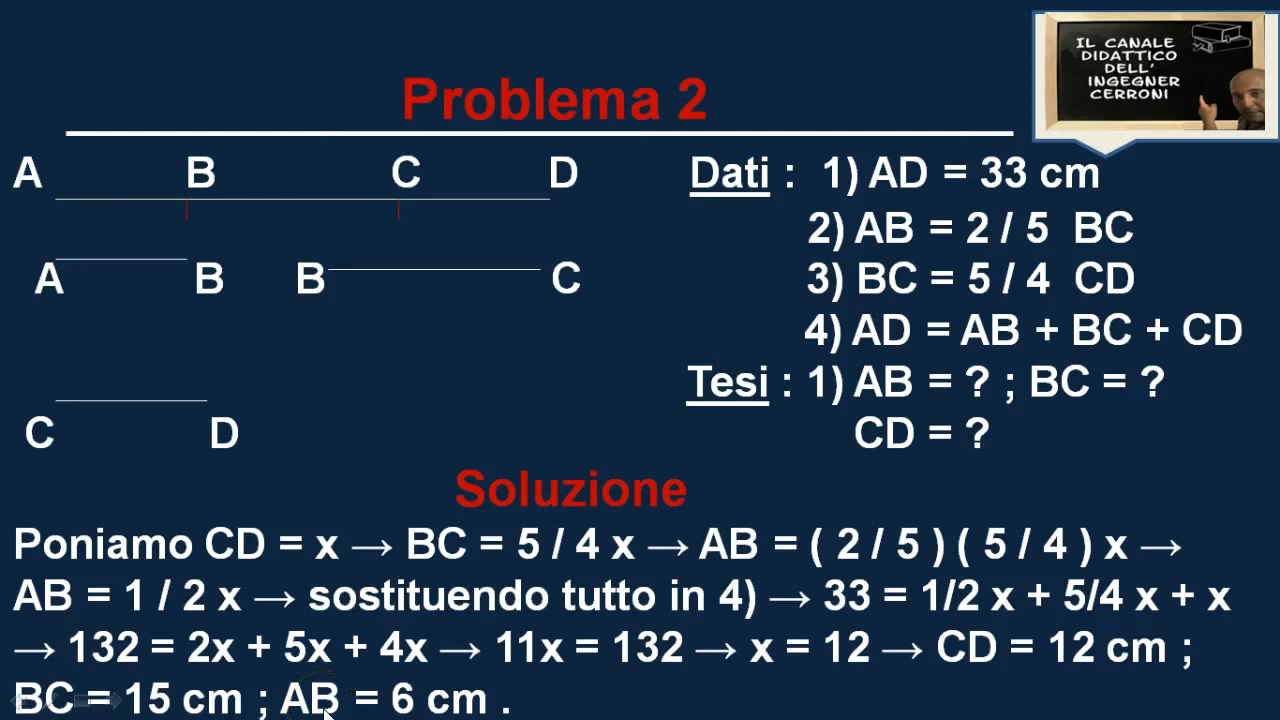 IL CANALE
DIDATTICO
DELL'
INGEGNER
CERRONI
Problema 2
A B C D
A B B C
C D
Dati : 1) AD = 33 cm
2) AB = 2 / 5 BC
3) BC = 5 / 4 CD
4) AD = AB + BC + CD
Tesi : 1) AB = ? ; BC = ?
CD = ?
Soluzione
Poniamo CD = x → BC = 5 / 4 x → AB = ( 2 / 5 ) ( 5 / 4 ) x →
AB = 1 / 2 x → sostituendo tutto in 4) → 33 = 1/2 x + 5/4 x + x
→ 132 = 2x + 5x + 4x → 11x = 132 → x = 12 → CD = 12 cm ;
BC = 15 cm ; AB = 6 cm .